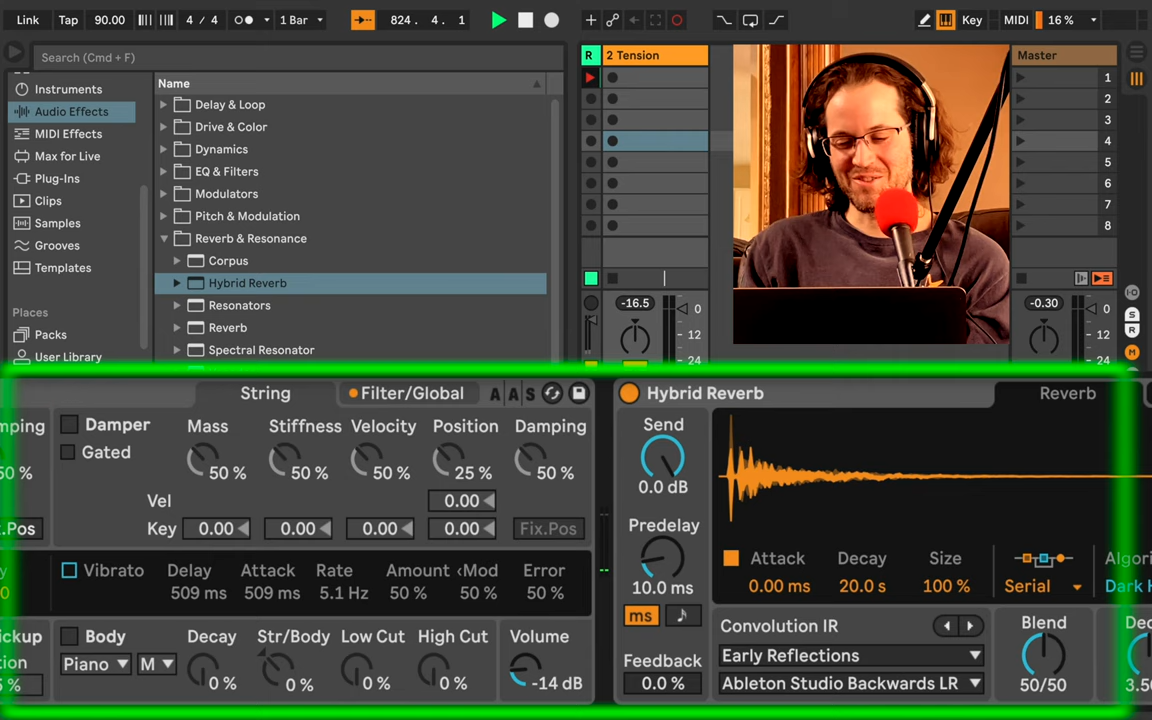 Link Tap 90.00 4 / 4 1 Bar 824. 4. 1 Key MIDI 16 %
Search (Cmd + F)
Instruments
Audio Effects
MIDI Effects
Max for Live
Plug-Ins
Clips
Samples
Grooves
Templates
Places
Packs
User Library
Name
Delay & Loop
Drive & Color
Dynamics
EQ & Filters
Modulators
Pitch & Modulation
Reverb & Resonance
Corpus
Hybrid Reverb
Resonators
Reverb
Spectral Resonator
R 2 Tension
-16.5
0
12
24
Master
1
2
3
4
5
6
7
8
-0.30
0
12
24
I-O
S
R
M
String Filter/Global A A S
mping Damper Mass Stiffness Velocity Position Damping
50 % Gated 50 % 50 % 50 % 25 % 50 %
Vel 0.00
x.Pos Key 0.00 0.00 0.00 0.00 Fix.Pos
Vibrato Delay Attack Rate Amount ‹Mod Error
509 ms 509 ms 5.1 Hz 50 % 50 % 50 %
ickup Body Decay Str/Body Low Cut High Cut Volume
Piano M 0 % 0 % 0 % 0 % -14 dB
Hybrid Reverb Reverb
Send
0.0 dB
Predelay
10.0 ms
ms
Feedback
0.0 %
Attack Decay Size
0.00 ms 20.0 s 100 % Serial
Algori
Dark
Convolution IR
Early Reflections
Ableton Studio Backwards LR
Blend
50/50
Dec
3.5